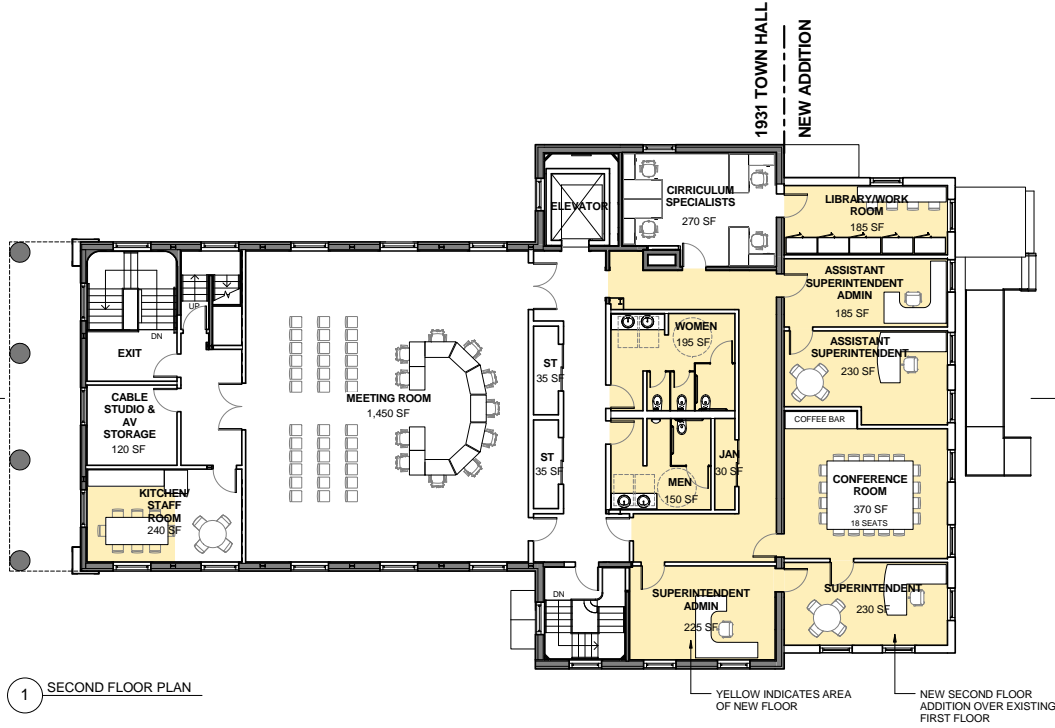 1931 TOWN HALL
NEW ADDITION
ELEVATOR
CIRRICULUM
SPECIALISTS
270 SF
LIBRARY/WORK
ROOM
185 SF
ASSISTANT
SUPERINTENDENT
ADMIN
185 SF
UP
DN
EXIT
WOMEN
195 SF
ASSISTANT
SUPERINTENDENT
230 SF
ST
35 SF
CABLE
STUDIO &
AV
STORAGE
120 SF
MEETING ROOM
1,450 SF
COFFEE BAR
ST
35 SF
JAN
30 SF
MEN
150 SF
CONFERENCE
ROOM
370 SF
18 SEATS
KITCHEN/
STAFF
ROOM
240 SF
DN
SUPERINTENDENT
ADMIN
225 SF
SUPERINTENDENT
230 SF
1
SECOND FLOOR PLAN
YELLOW INDICATES AREA
OF NEW FLOOR
NEW SECOND FLOOR
ADDITION OVER EXISTING
FIRST FLOOR